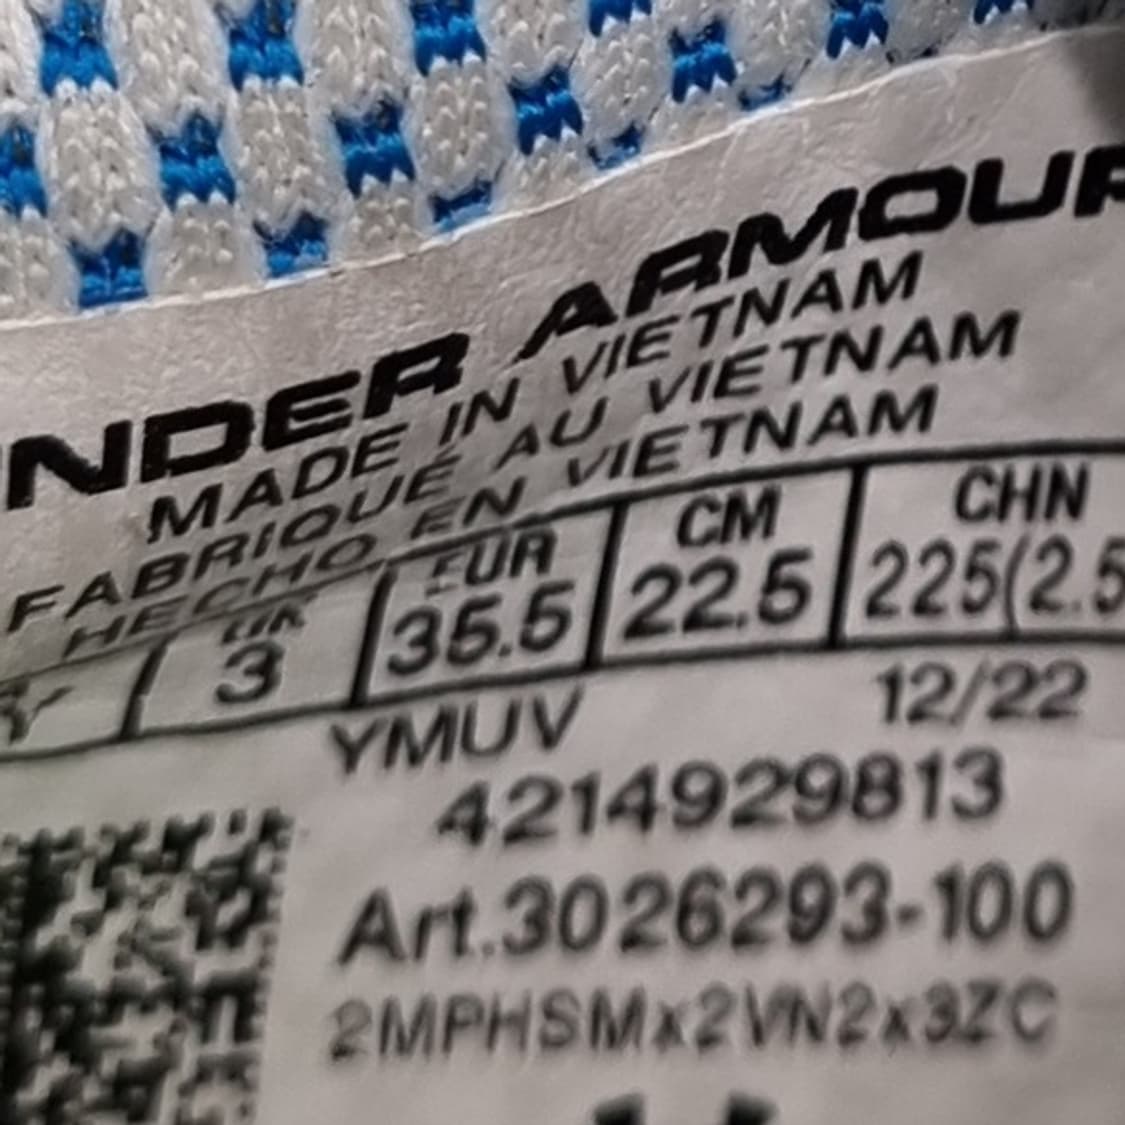 NDER ARMOUR
MADE IN VIETNAM
FABRIQUÉ AU VIETNAM
HECHO EN VIETNAM
Y UK EUR CM CHN
3 35.5 22.5 225(2.5
YMUV 12/22
4214929813
Art.3026293-100
2MPHSMx2VN2x3ZC